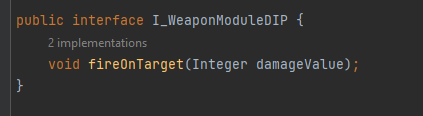 public interface I_WeaponModuleDIP {
2 implementations
void fireOnTarget(Integer damageValue);
}